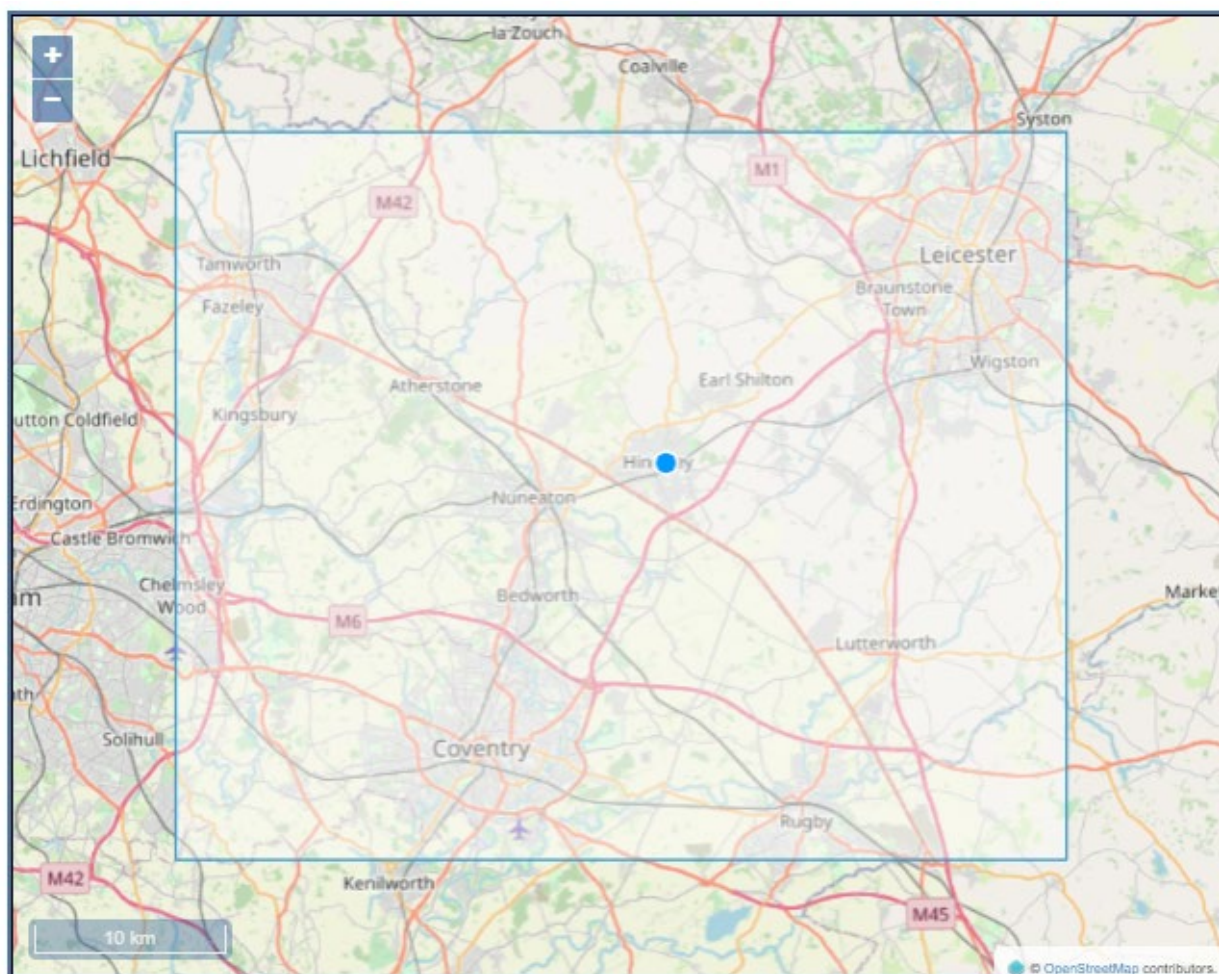 la Zouch
Coalville
+
−
Syston
Lichfield
M1
M42
Leicester
Tamworth
Braunstone
Town
Fazeley
Wigston
Earl Shilton
Atherstone
Kingsbury
utton Coldfield
Nuneaton
Erdington
Castle Bromwich
Chelmsley
Wood
Bedworth
am
Marke
M6
Lutterworth
Solihull
Coventry
Rugby
M42
Kenilworth
M45
10 km
© OpenStreetMap contributors.